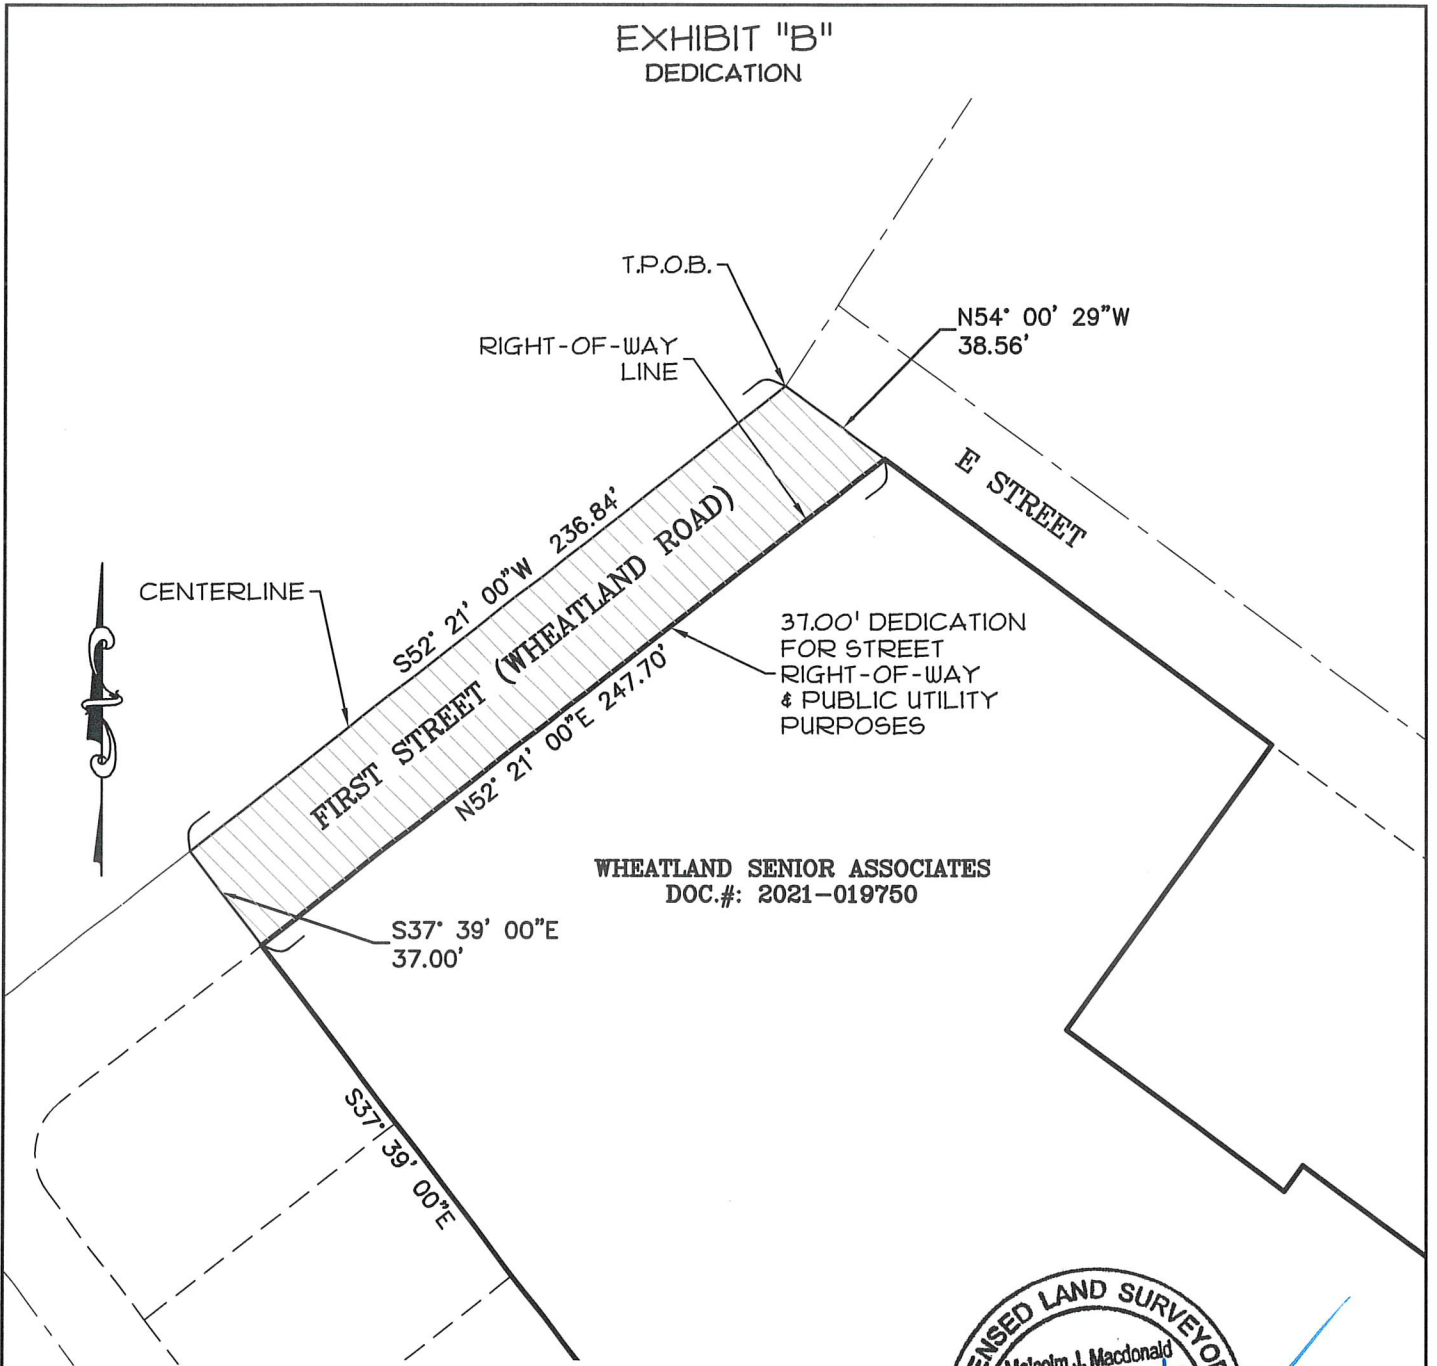 EXHIBIT "B"
DEDICATION
T.P.O.B.
N54° 00' 29"W
38.56'
RIGHT-OF-WAY
LINE
E STREET
S52° 21' 00"W 236.84'
CENTERLINE
FIRST STREET (WHEATLAND ROAD)
N52° 21' 00"E 247.70'
37.00' DEDICATION
FOR STREET
RIGHT-OF-WAY
& PUBLIC UTILITY
PURPOSES
WHEATLAND SENIOR ASSOCIATES
DOC.#: 2021-019750
S37° 39' 00"E
37.00'
S37° 39' 00"E
LAND SURVEYOR
J. Macdonald